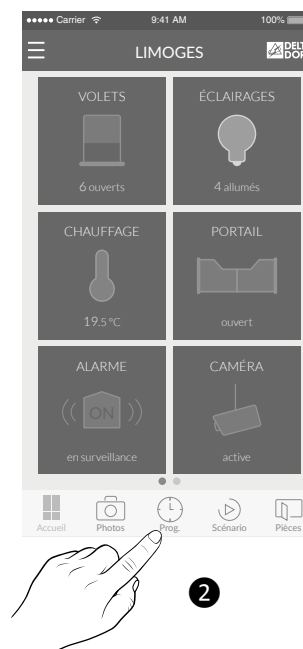 Carrier 9:41 AM 100%
LIMOGES
VOLETS ÉCLAIRAGES
6 ouverts 4 allumés
CHAUFFAGE PORTAIL
19.5 °C ouvert
ALARME CAMÉRA
ON
en surveillance active
Accueil Photos Prog. Scénario Pièces
2